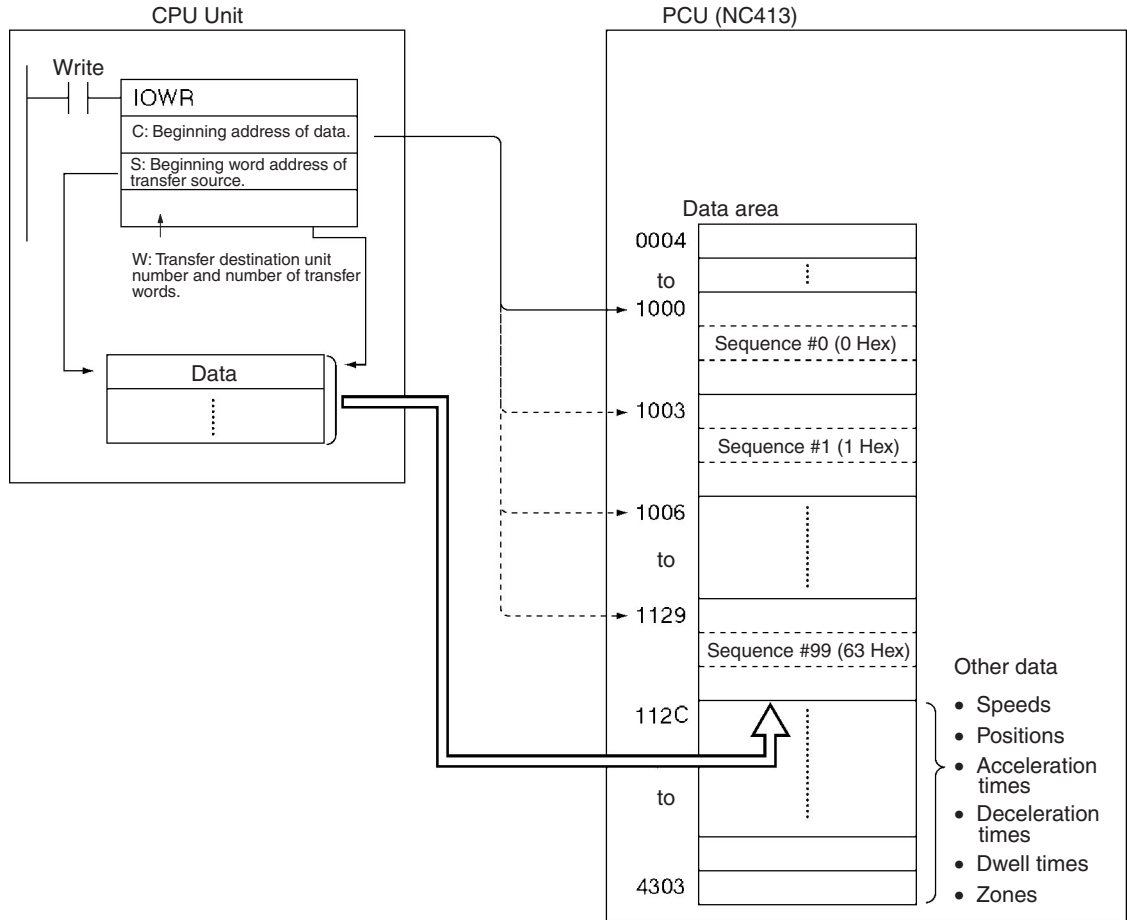 CPU Unit
Write
IOWR
C: Beginning address of data.
S: Beginning word address of
transfer source.
W: Transfer destination unit
number and number of transfer
words.
Data
PCU (NC413)
Data area
0004
to
1000
Sequence #0 (0 Hex)
1003
Sequence #1 (1 Hex)
1006
to
1129
Sequence #99 (63 Hex)
112C
to
4303
Other data
• Speeds
• Positions
• Acceleration
times
• Deceleration
times
• Dwell times
• Zones